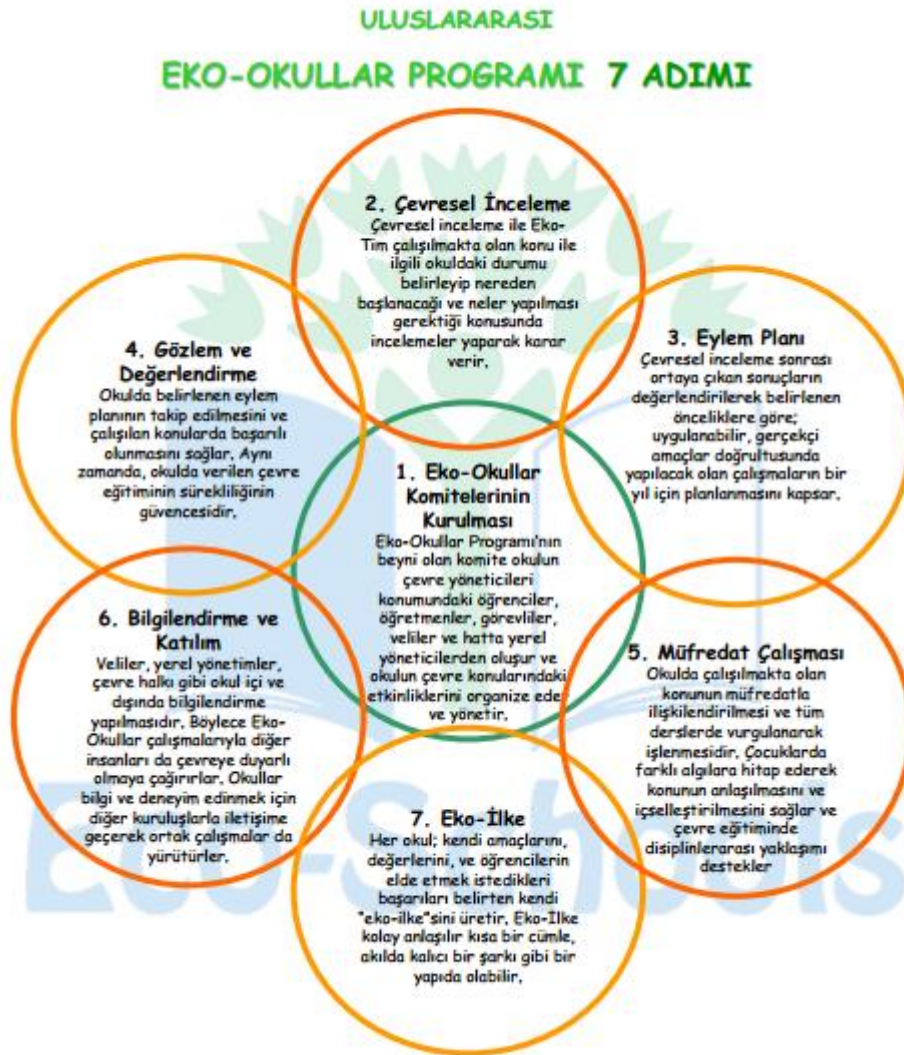 ULUSLARARASI
EKO-OKULLAR PROGRAMI 7 ADIMI
1. Eko-Okullar
Komitelerinin
Kurulması
Eko-Okullar Programı'nın
beyni olan komite okulun
çevre yöneticileri
konumundaki öğrenciler,
öğretmenler, görevliler,
veliler ve hatta yerel
yöneticilerden oluşur ve
okulun çevre konularındaki
etkinliklerini organize eder
ve yönetir.
2. Çevresel İnceleme
Çevresel inceleme ile Eko-
Tim çalışılmakta olan konu ile
ilgili okuldaki durumu
belirleyip nereden
başlanacağı ve neler yapılması
gerektiği konusunda
incelemeler yaparak karar
verir.
3. Eylem Planı
Çevresel inceleme sonrası
ortaya çıkan sonuçların
değerlendirilerek belirlenen
önceliklere göre;
uygulanabilir, gerçekçi
amaçlar doğrultusunda
yapılacak olan çalışmaların bir
yıl için planlanmasını kapsar.
4. Gözlem ve
Değerlendirme
Okulda belirlenen eylem
planının takip edilmesini ve
çalışılan konularda başarılı
olunmasını sağlar. Aynı
zamanda, okulda verilen çevre
eğitiminin sürekliliğinin
güvencesidir.
5. Müfredat Çalışması
Okulda çalışılmakta olan
konunun müfredatla
ilişkilendirilmesi ve tüm
derslerde vurgulanarak
işlenmesidir. Çocuklarda
farklı algılara hitap ederek
konunun anlaşılmasını ve
içselleştirilmesini sağlar ve
çevre eğitiminde
disiplinlerarası yaklaşımı
destekler
6. Bilgilendirme ve
Katılım
Veliler, yerel yönetimler,
çevre halkı gibi okul içi ve
dışında bilgilendirme
yapılmasıdır. Böylece Eko-
Okullar çalışmalarıyla diğer
insanları da çevreye duyarlı
olmaya çağırırlar. Okullar
bilgi ve deneyim edinmek için
diğer kuruluşlarla iletişime
geçerek ortak çalışmalar da
yürütürler.
7. Eko-İlke
Her okul; kendi amaçlarını,
değerlerini, ve öğrencilerin
elde etmek istedikleri
başarıları belirten kendi
"eko-ilke"sini üretir. Eko-İlke
kolay anlaşılır kısa bir cümle,
akılda kalıcı bir şarkı gibi bir
yapıda olabilir.
Eco-Schools